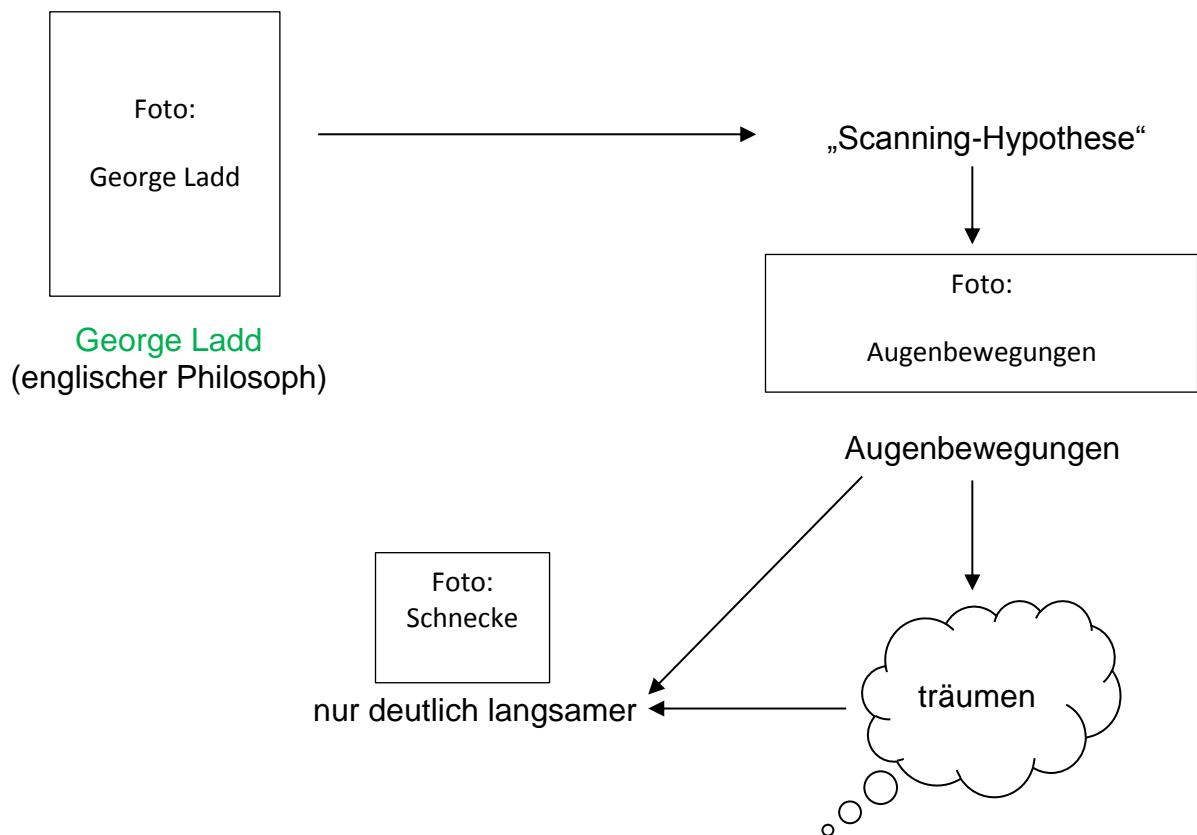 Foto:
George Ladd
George Ladd
(englischer Philosoph)
„Scanning-Hypothese“
Foto:
Augenbewegungen
Augenbewegungen
Foto:
Schnecke
nur deutlich langsamer
träumen